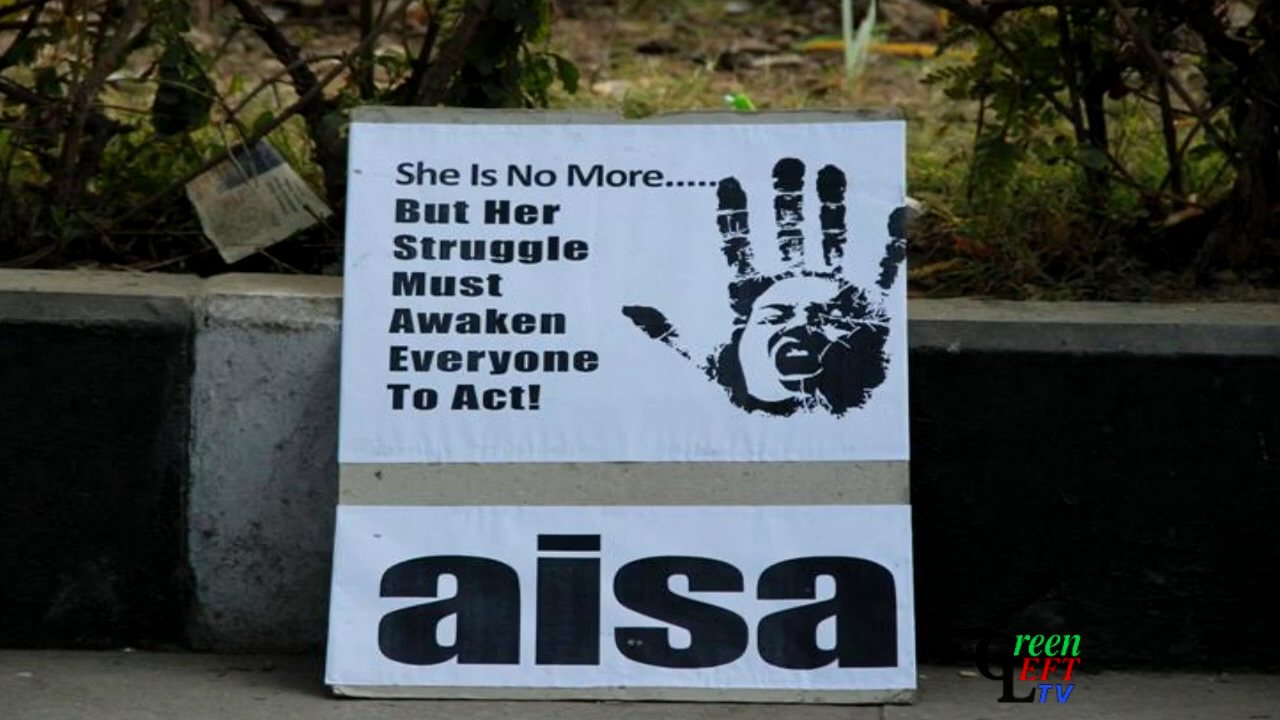 She Is No More.....
But Her
Struggle
Must
Awaken
Everyone
To Act!
aisa
Green
LEFT
TV